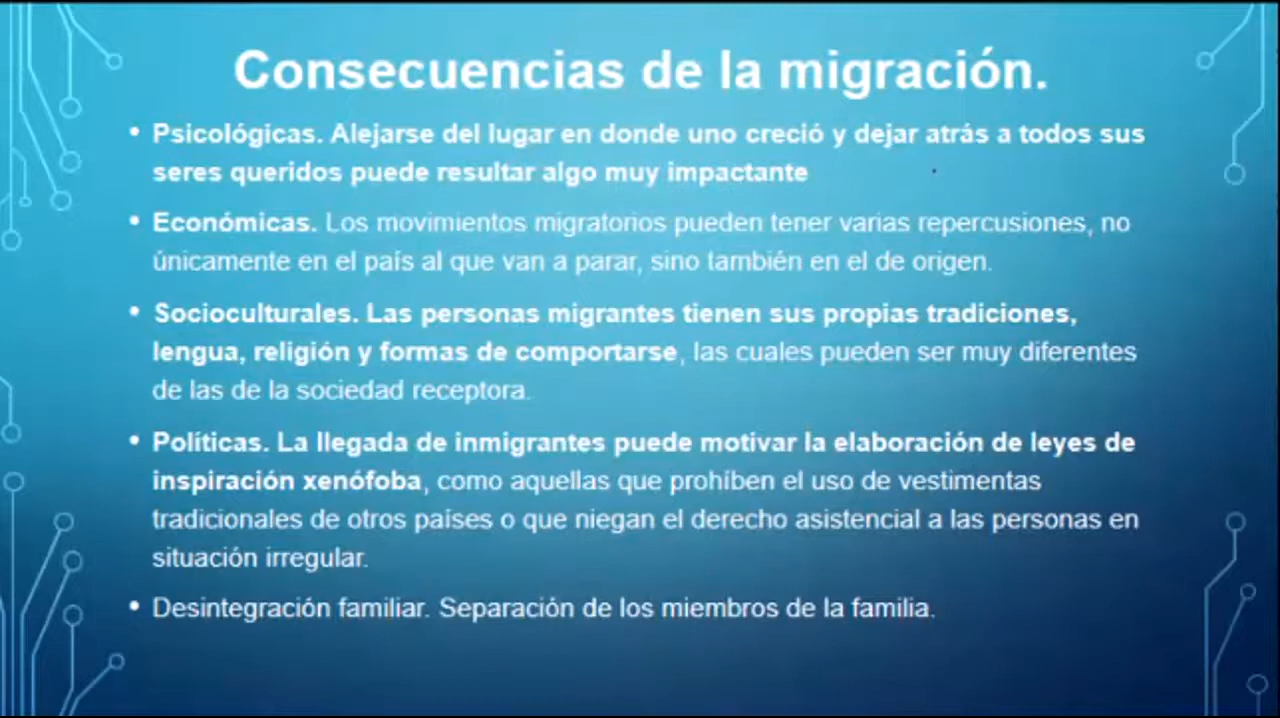 Consecuencias de la migración.
• Psicológicas. Alejarse del lugar en donde uno creció y dejar atrás a todos sus
seres queridos puede resultar algo muy impactante
• Económicas. Los movimientos migratorios pueden tener varias repercusiones, no
únicamente en el país al que van a parar, sino también en el de origen.
• Socioculturales. Las personas migrantes tienen sus propias tradiciones,
lengua, religión y formas de comportarse, las cuales pueden ser muy diferentes
de las de la sociedad receptora.
• Políticas. La llegada de inmigrantes puede motivar la elaboración de leyes de
inspiración xenófoba, como aquellas que prohíben el uso de vestimentas
tradicionales de otros países o que niegan el derecho asistencial a las personas en
situación irregular.
• Desintegración familiar. Separación de los miembros de la familia.